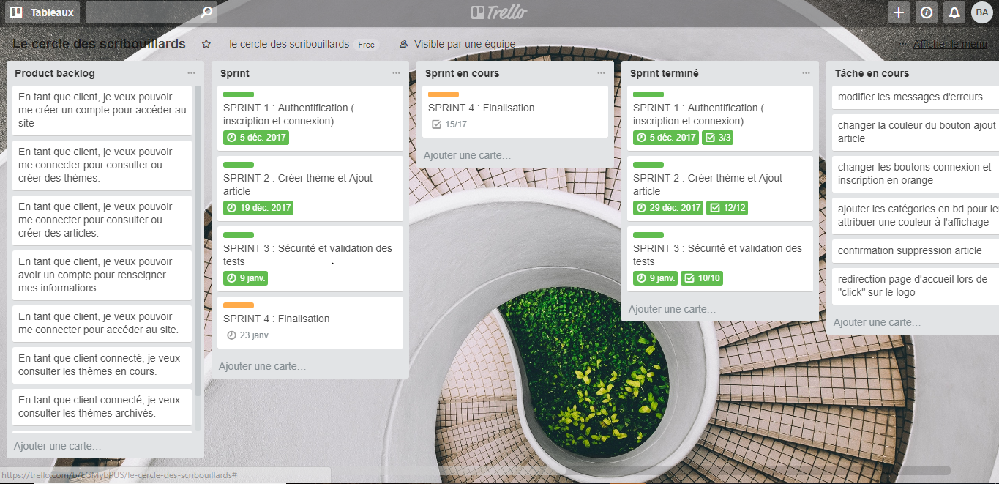 Tableaux
Trello
BA
Le cercle des scribouillards
le cercle des scribouillards
Free
Visible par une équipe
Afficher le menu
Product backlog
En tant que client, je veux pouvoir
me créer un compte pour accéder au
site
En tant que client, je veux pouvoir
me connecter pour consulter ou
créer des thèmes.
En tant que client, je veux pouvoir
me connecter pour consulter ou
créer des articles.
En tant que client, je veux pouvoir
avoir un compte pour renseigner
mes informations.
En tant que client, je veux pouvoir
me connecter pour accéder au site.
En tant que client connecté, je veux
consulter les thèmes en cours.
En tant que client connecté, je veux
consulter les thèmes archivés.
Ajouter une carte…
Sprint
SPRINT 1 : Authentification (
inscription et connexion)
5 déc. 2017
SPRINT 2 : Créer thème et Ajout
article
19 déc. 2017
SPRINT 3 : Sécurité et validation des
tests
9 janv.
SPRINT 4 : Finalisation
23 janv.
Ajouter une carte…
Sprint en cours
SPRINT 4 : Finalisation
15/17
Ajouter une carte…
Sprint terminé
SPRINT 1 : Authentification (
inscription et connexion)
5 déc. 2017 3/3
SPRINT 2 : Créer thème et Ajout
article
29 déc. 2017 12/12
SPRINT 3 : Sécurité et validation des
tests
9 janv. 10/10
Ajouter une carte…
Tâche en cours
modifier les messages d'erreurs
changer la couleur du bouton ajout
article
changer les boutons connexion et
inscription en orange
ajouter les catégories en bd pour le
attribuer une couleur à l'affichage
confirmation suppression article
redirection page d'accueil lors de
"click" sur le logo
Ajouter une carte…
https://trello.com/b/EGMybPUS/le-cercle-des-scribouillards#